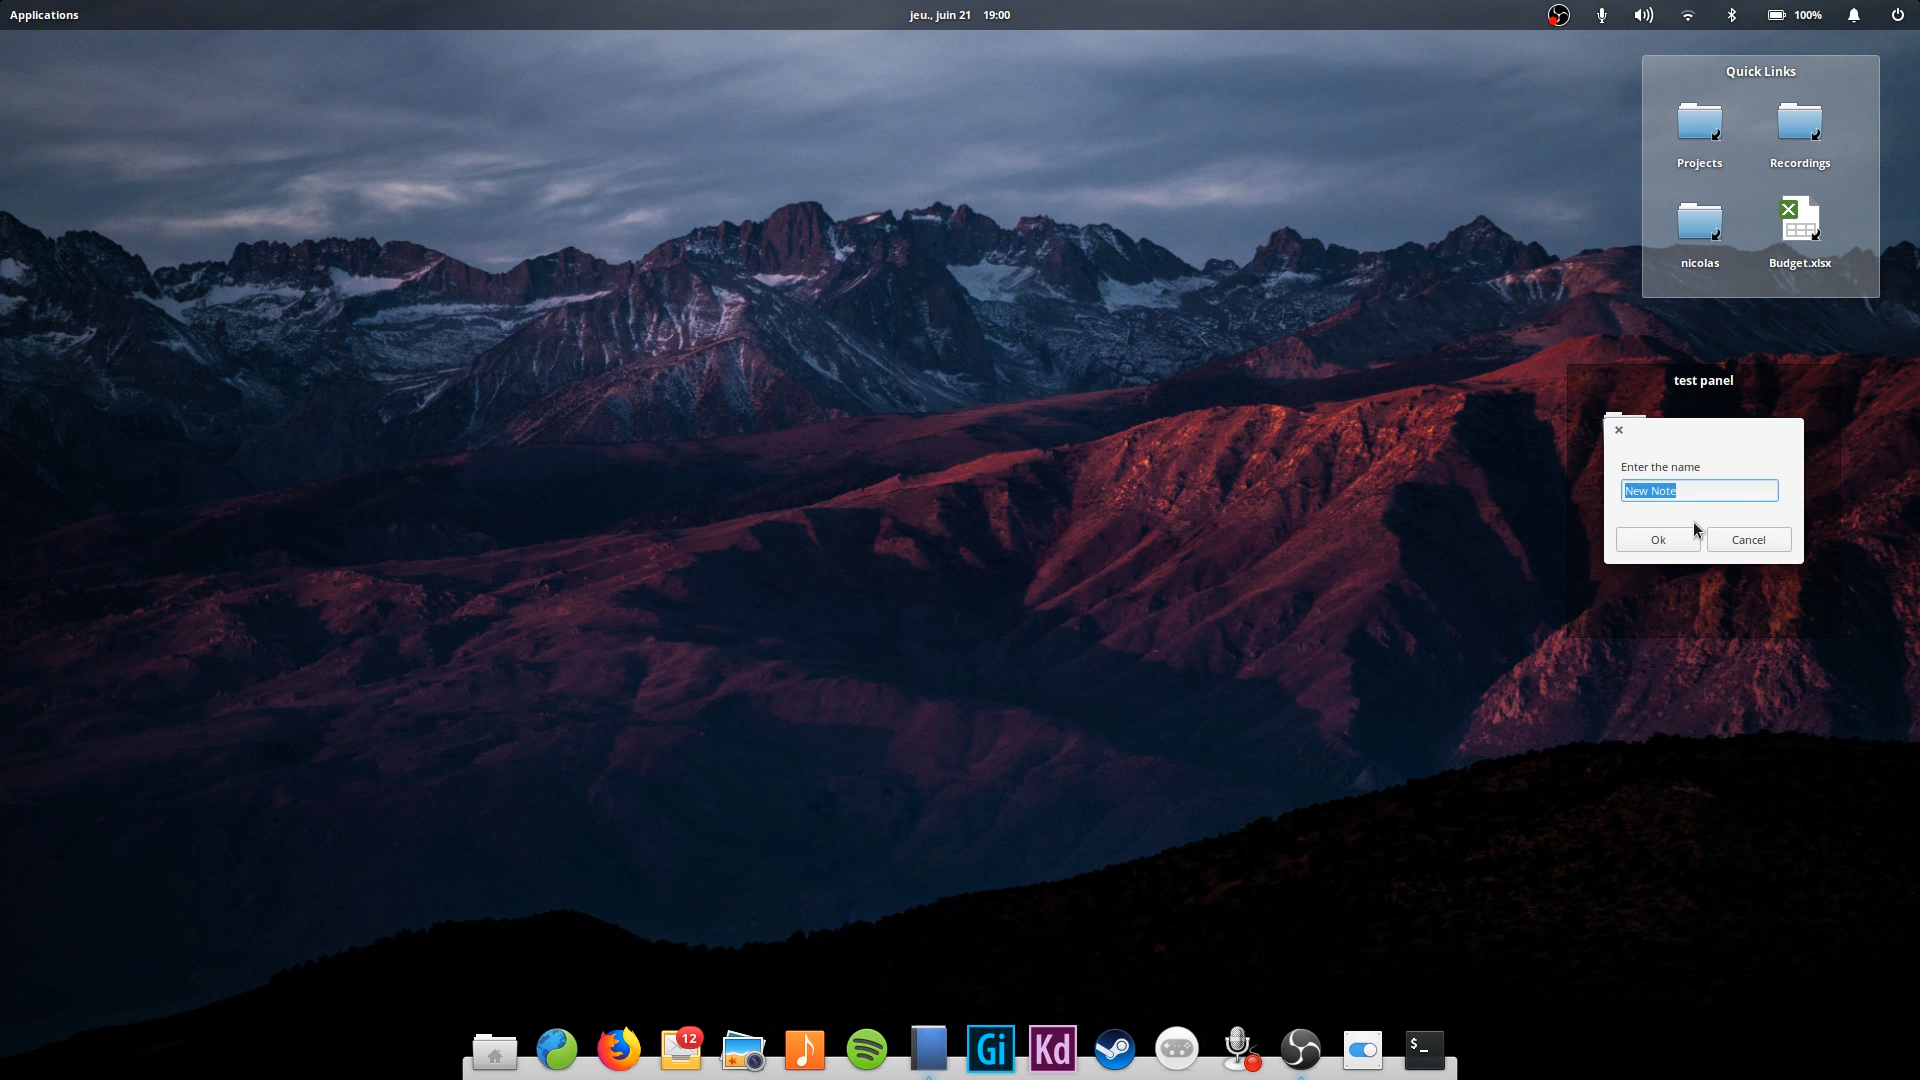 Applications
jeu., juin 21 19:00
100%
Quick Links
Projects
Recordings
nicolas
Budget.xlsx
test panel
Enter the name
New Note
Ok
Cancel
12
Gi
Kd
$_